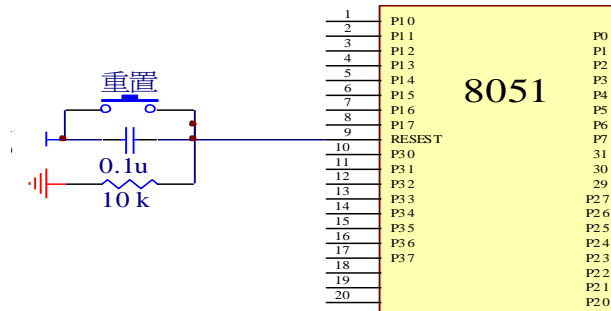 重置
0.1u
10 k
8051
1 P10
2 P11
3 P12
4 P13
5 P14
6 P15
7 P16
8 P17
9 RESEST
10 P30
11 P31
12 P32
13 P33
14 P34
15 P35
16 P36
17 P37
18
19
20
P0
P1
P2
P3
P4
P5
P6
P7
31
30
29
P27
P26
P25
P24
P23
P22
P21
P20